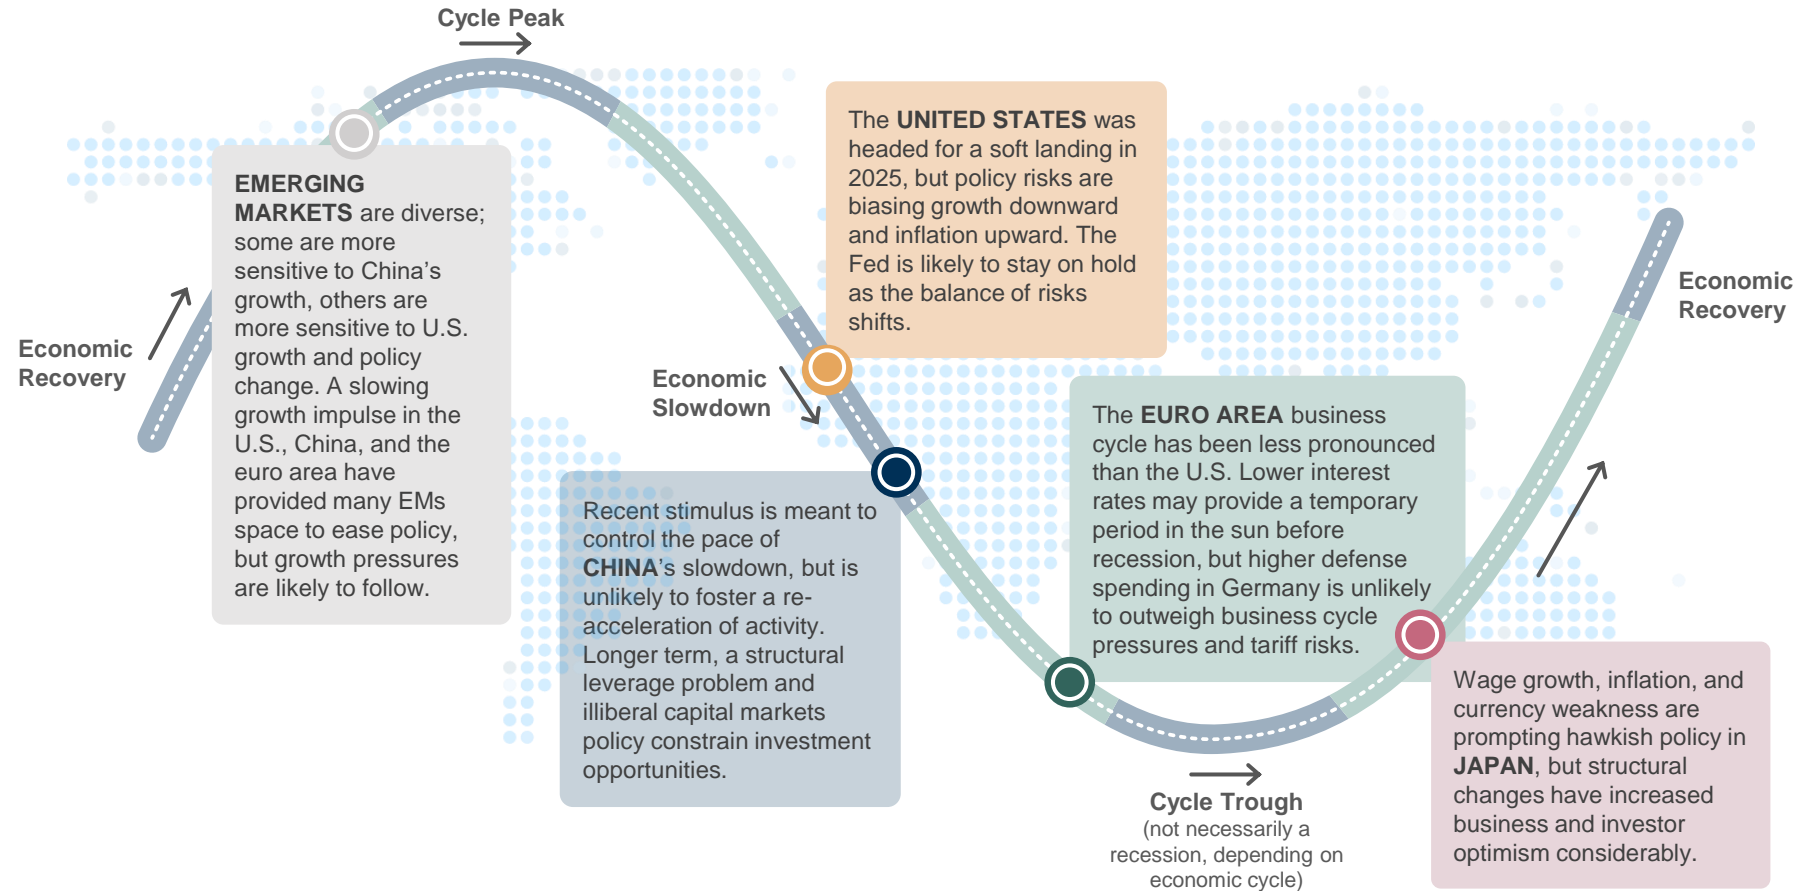 Cycle Peak
EMERGING
MARKETS are diverse;
some are more
sensitive to China’s
growth, others are
more sensitive to U.S.
growth and policy
change. A slowing
growth impulse in the
U.S., China, and the
euro area have
provided many EMs
space to ease policy,
but growth pressures
are likely to follow.
Economic
Recovery
The UNITED STATES was
headed for a soft landing in
2025, but policy risks are
biasing growth downward
and inflation upward. The
Fed is likely to stay on hold
as the balance of risks
shifts.
Economic
Slowdown
Recent stimulus is meant to
control the pace of
CHINA’s slowdown, but is
unlikely to foster a re-
acceleration of activity.
Longer term, a structural
leverage problem and
illiberal capital markets
policy constrain investment
opportunities.
The EURO AREA business
cycle has been less pronounced
than the U.S. Lower interest
rates may provide a temporary
period in the sun before
recession, but higher defense
spending in Germany is unlikely
to outweigh business cycle
pressures and tariff risks.
Cycle Trough
(not necessarily a
recession, depending on
economic cycle)
Economic
Recovery
Wage growth, inflation, and
currency weakness are
prompting hawkish policy in
JAPAN, but structural
changes have increased
business and investor
optimism considerably.